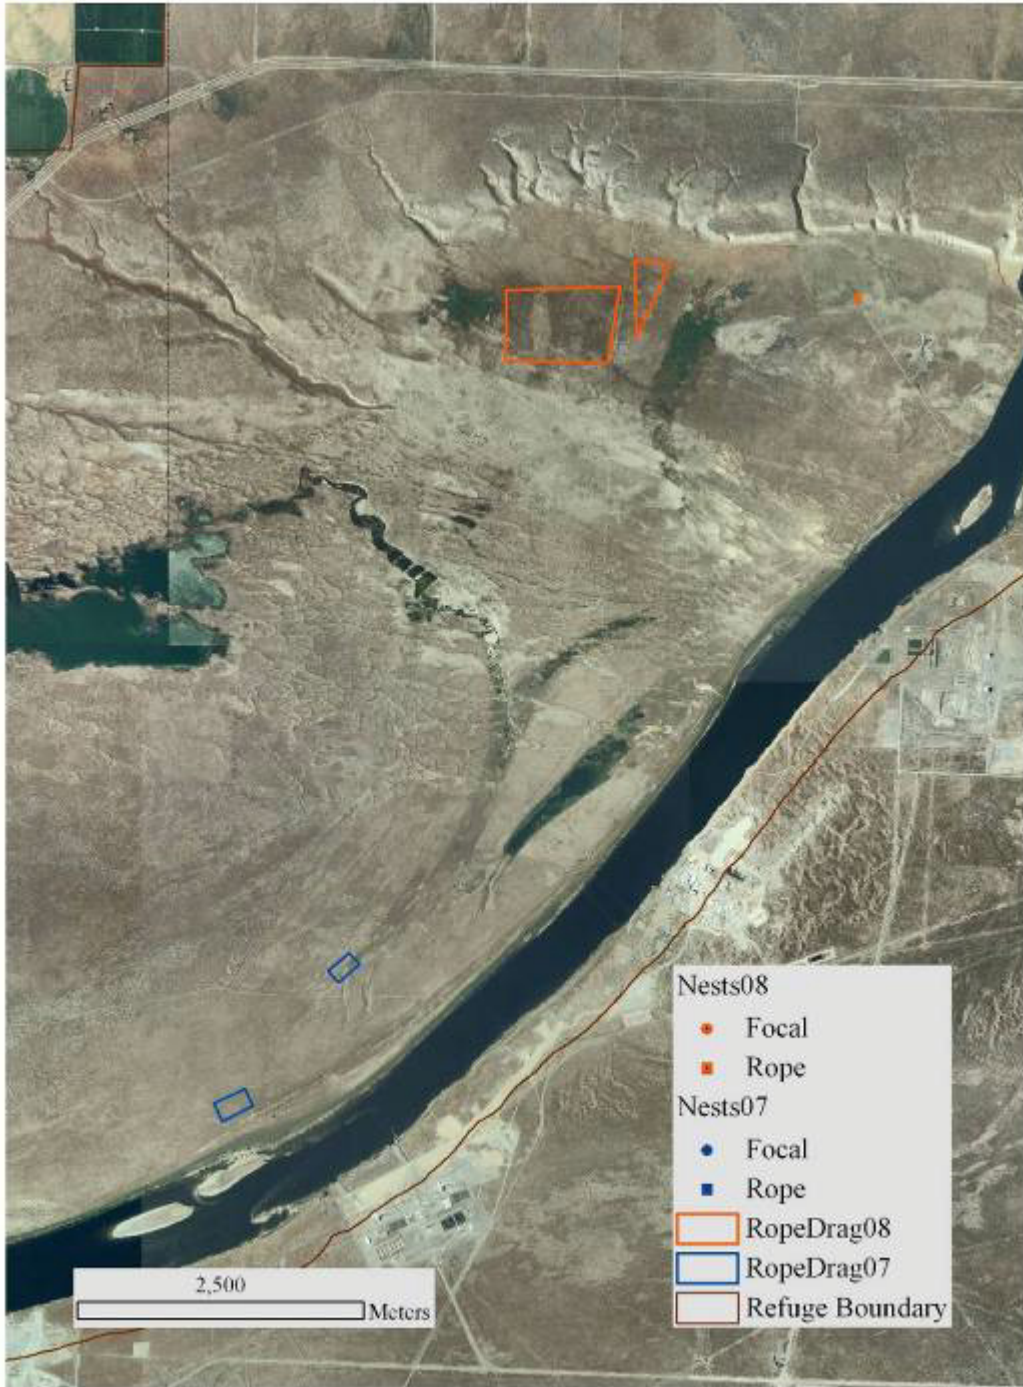 Nests08
Focal
Rope
Nests07
Focal
Rope
RopeDrag08
RopeDrag07
Refuge Boundary
2,500
Meters